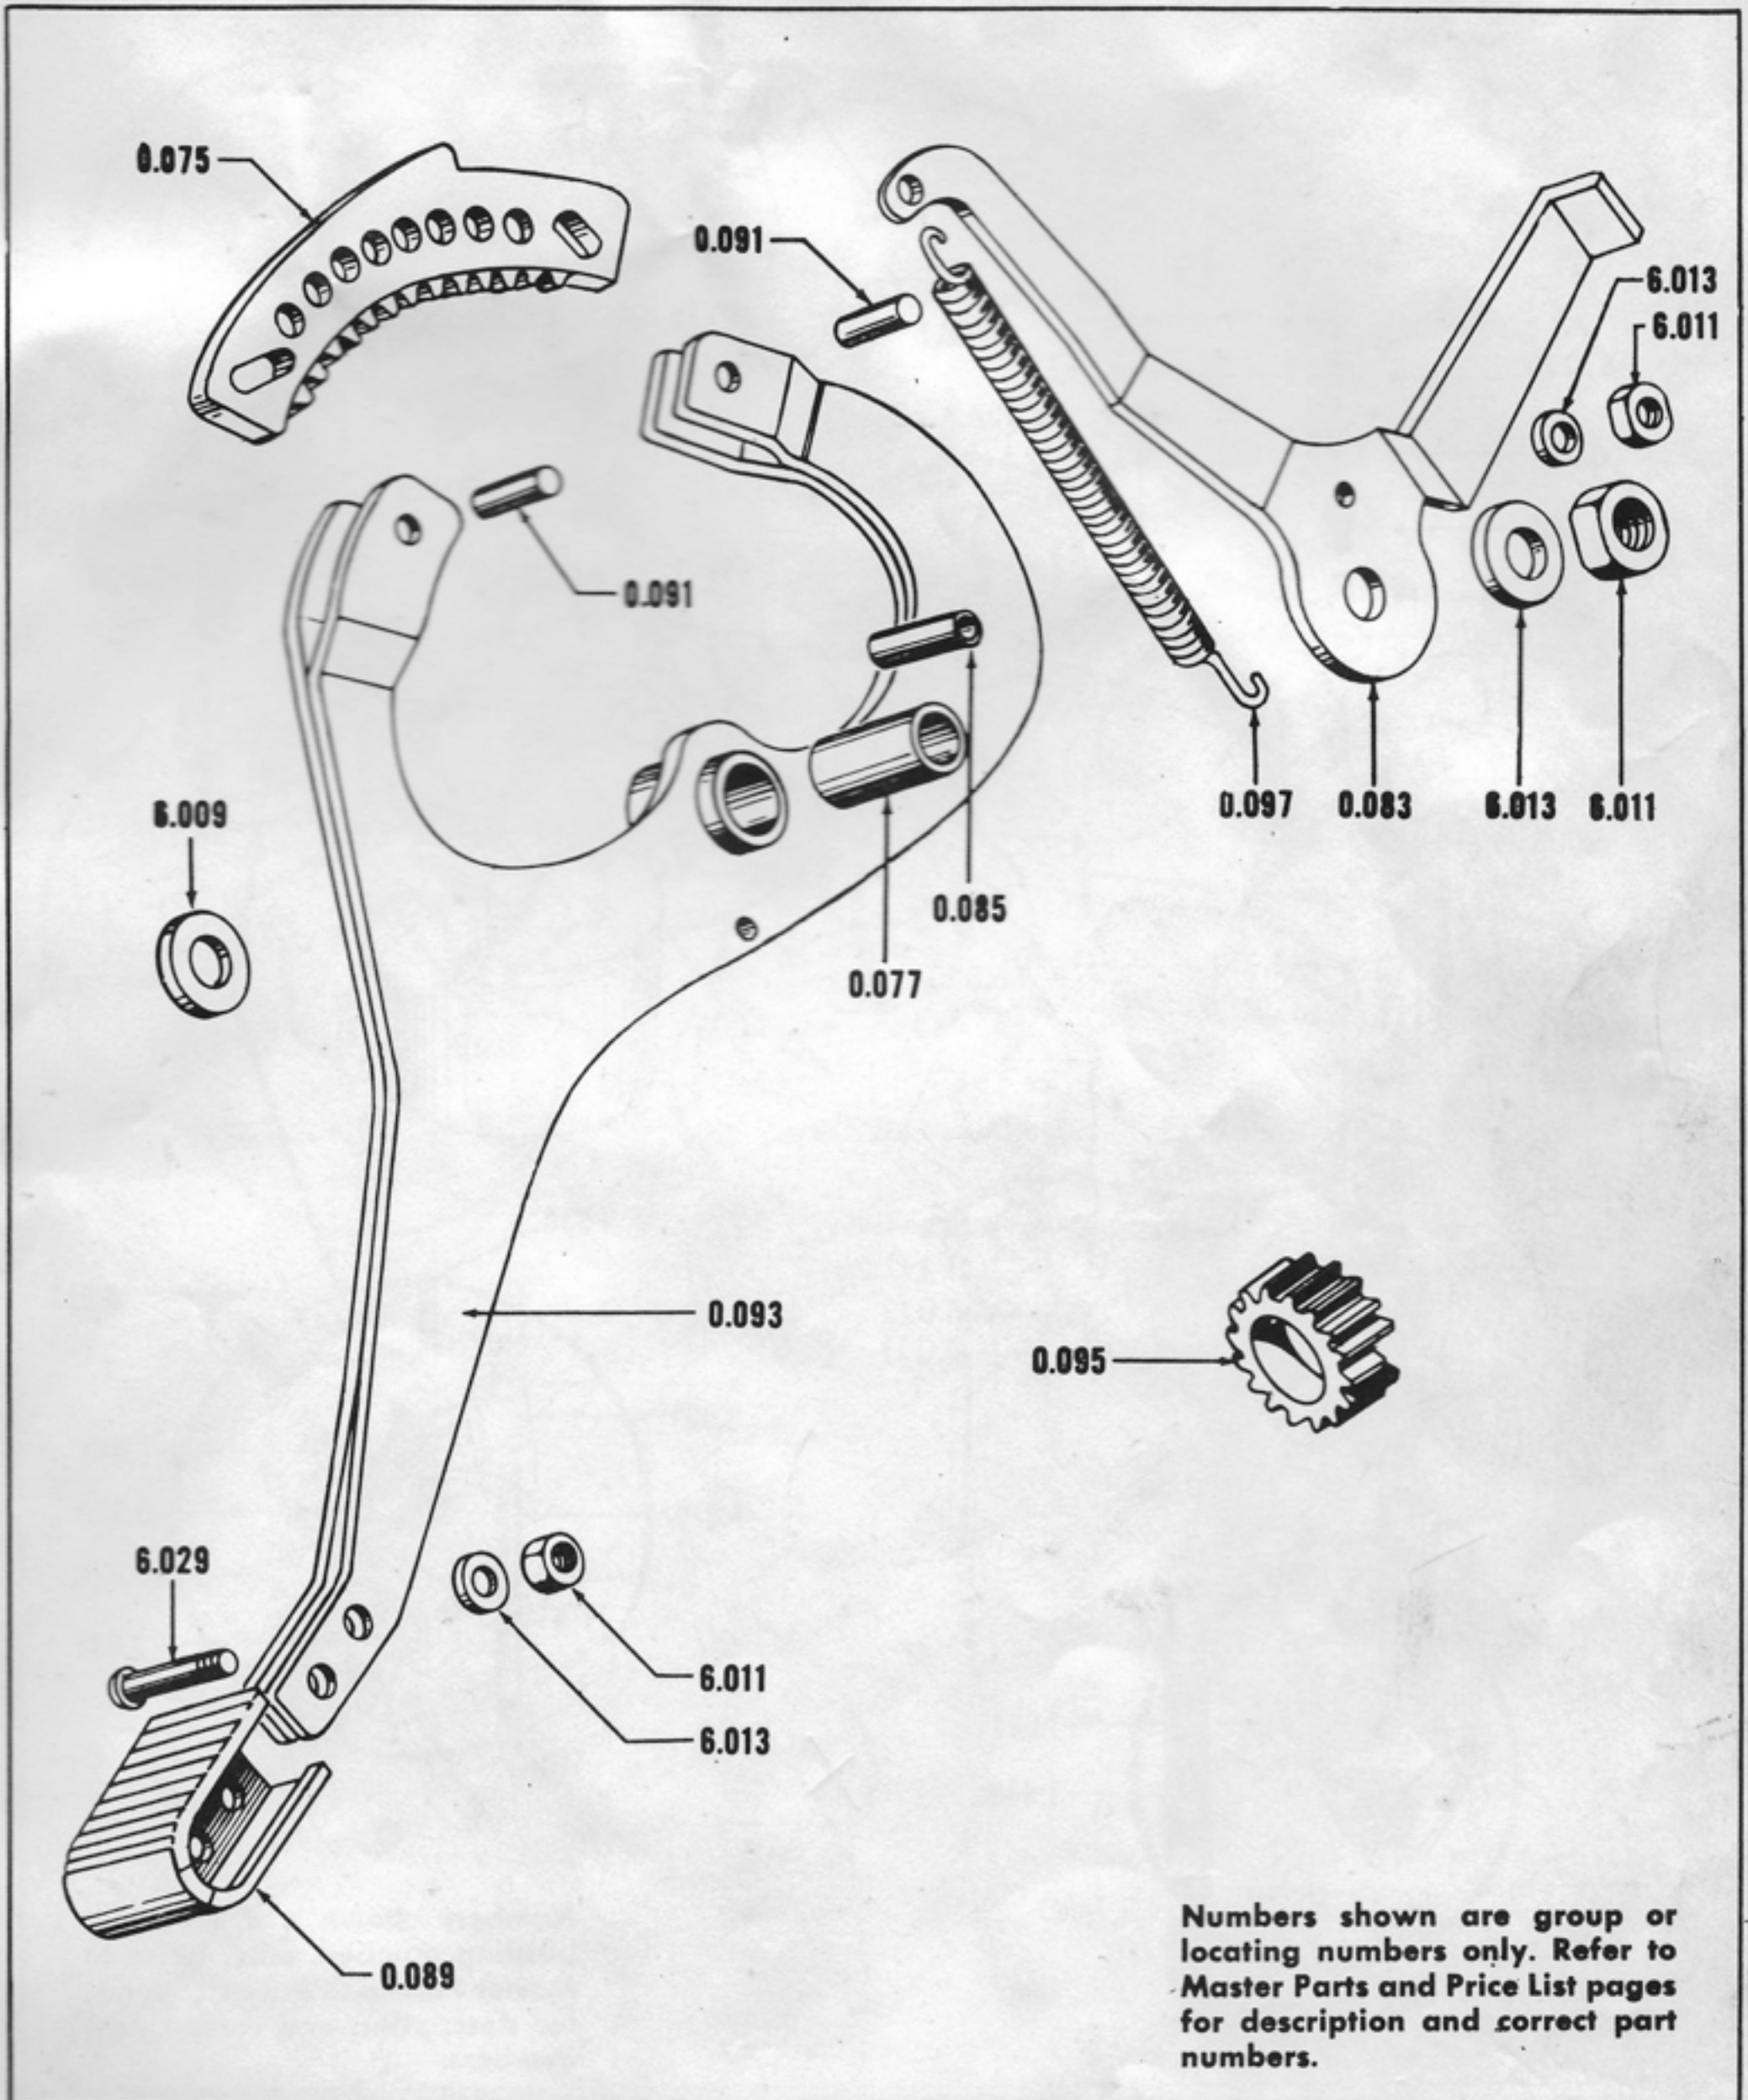 0.075
0.091
6.013
6.011
0.091
0.097 0.083 6.013 6.011
6.009
0.085
0.077
0.093
0.095
6.029
6.011
6.013
0.089
Numbers shown are group or
locating numbers only. Refer to
Master Parts and Price List pages
for description and correct part
numbers.